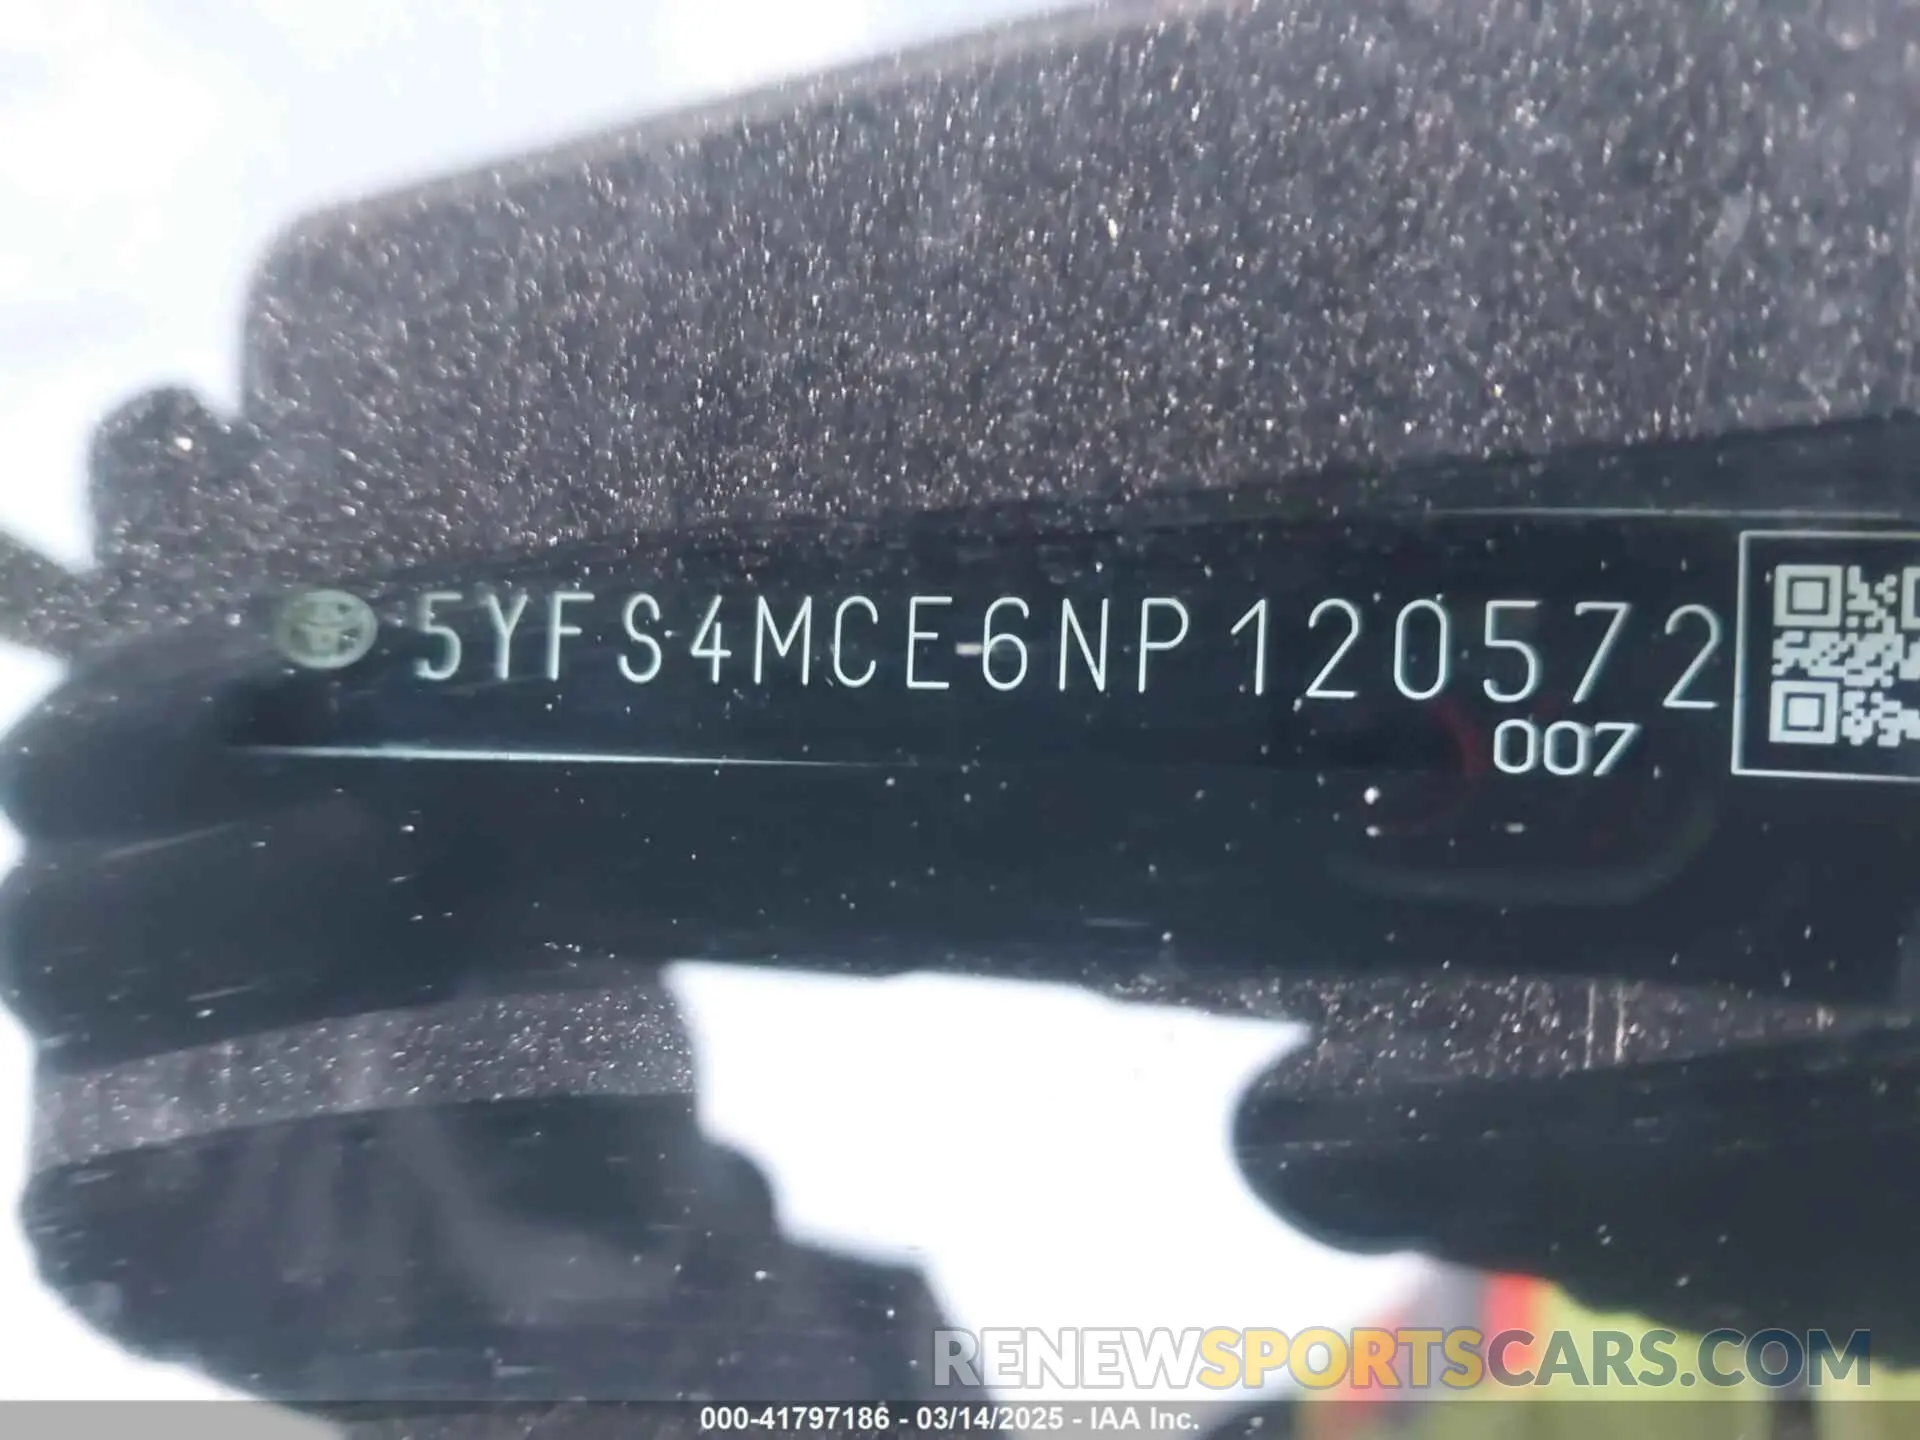 5YFS4MCE6NP120572
007
RENEWSPORTSCARS.COM
000-41797186 - 03/14/2025 - IAA Inc.